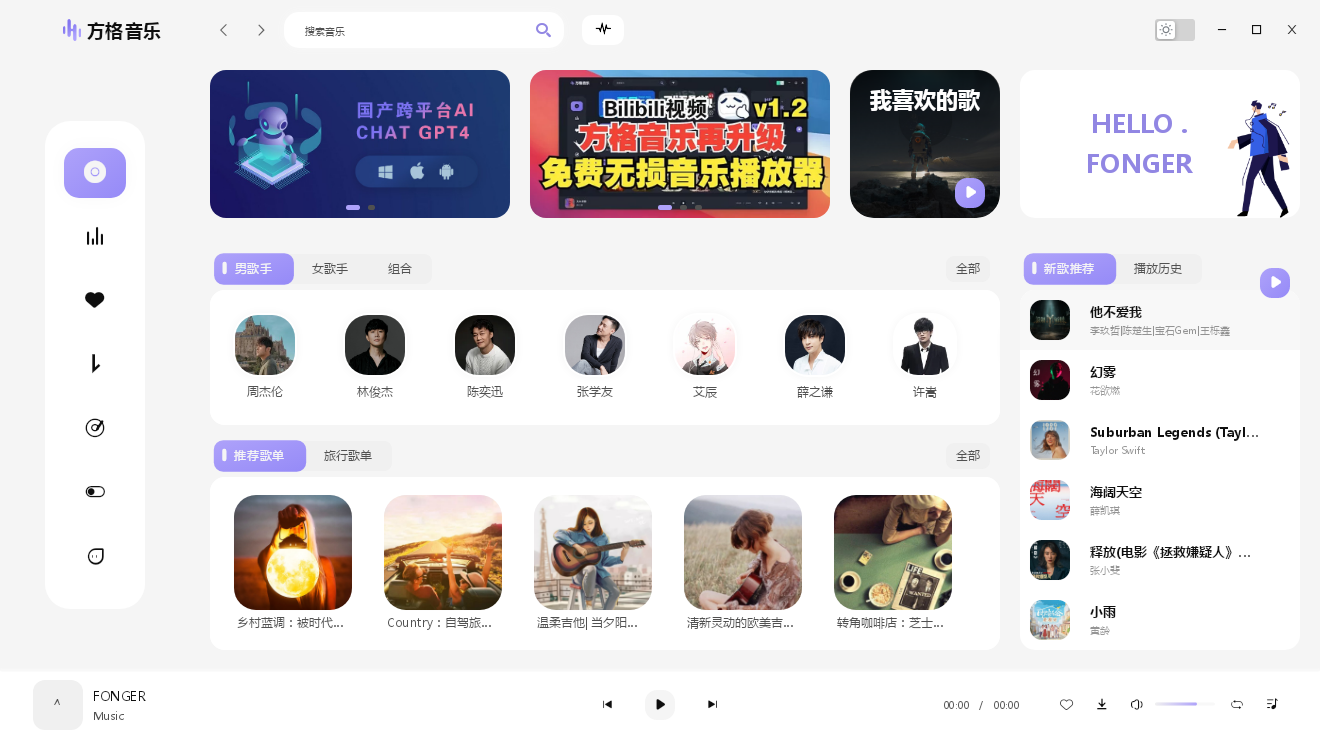 方格音乐
搜索音乐
国产跨平台AI
CHAT GPT4
Bilibili视频 v1.2
方格音乐再升级
免费无损音乐播放器
我喜欢的歌
HELLO .
FONGER
男歌手 女歌手 组合 全部
周杰伦 林俊杰 陈奕迅 张学友 艾辰 薛之谦 许嵩
推荐歌单 旅行歌单 全部
LIFE
乡村蓝调：被时代... Country：自驾旅... 温柔吉他| 当夕阳... 清新灵动的欧美吉... 转角咖啡店：芝士...
新歌推荐 播放历史
他不爱我
李玖哲|陈楚生|宝石Gem|王栎鑫
幻雾
花欲燃
Suburban Legends (Tayl...
Taylor Swift
海阔天空
薛凯琪
释放(电影《拯救嫌疑人》...
张小斐
小雨
黄龄
FONGER
Music
00:00 / 00:00